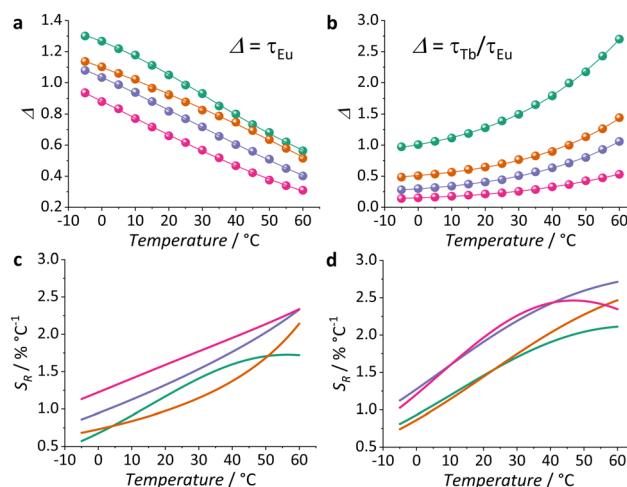 a
Δ = τEu
1.4
1.2
1.0
0.8
0.6
0.4
0.2
Δ
-10 0 10 20 30 40 50 60
Temperature / °C
b
Δ = τTb/τEu
3.0
2.5
2.0
1.5
1.0
0.5
0.0
Δ
-10 0 10 20 30 40 50 60
Temperature / °C
c
3.0
2.5
2.0
1.5
1.0
0.5
SR / % °C-1
-10 0 10 20 30 40 50 60
Temperature / °C
d
3.0
2.5
2.0
1.5
1.0
0.5
SR / % °C-1
-10 0 10 20 30 40 50 60
Temperature / °C